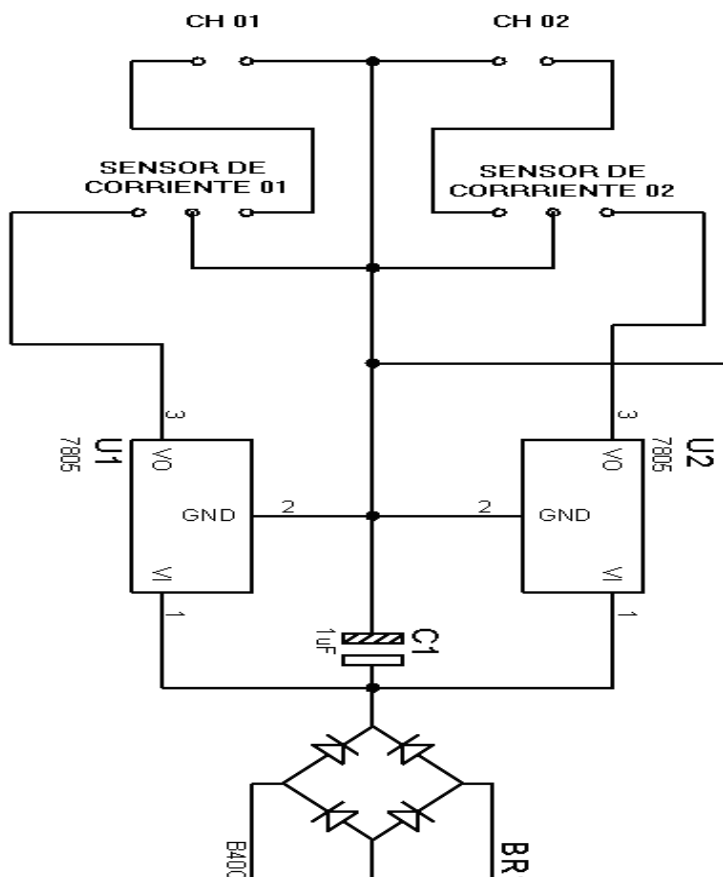 CH 01
CH 02
SENSOR DE
CORRIENTE 01
SENSOR DE
CORRRIENTE 02
3
U1
7805
VO
GND
2
VI
1
3
U2
7805
VO
GND
2
VI
1
C1
1uF
BR